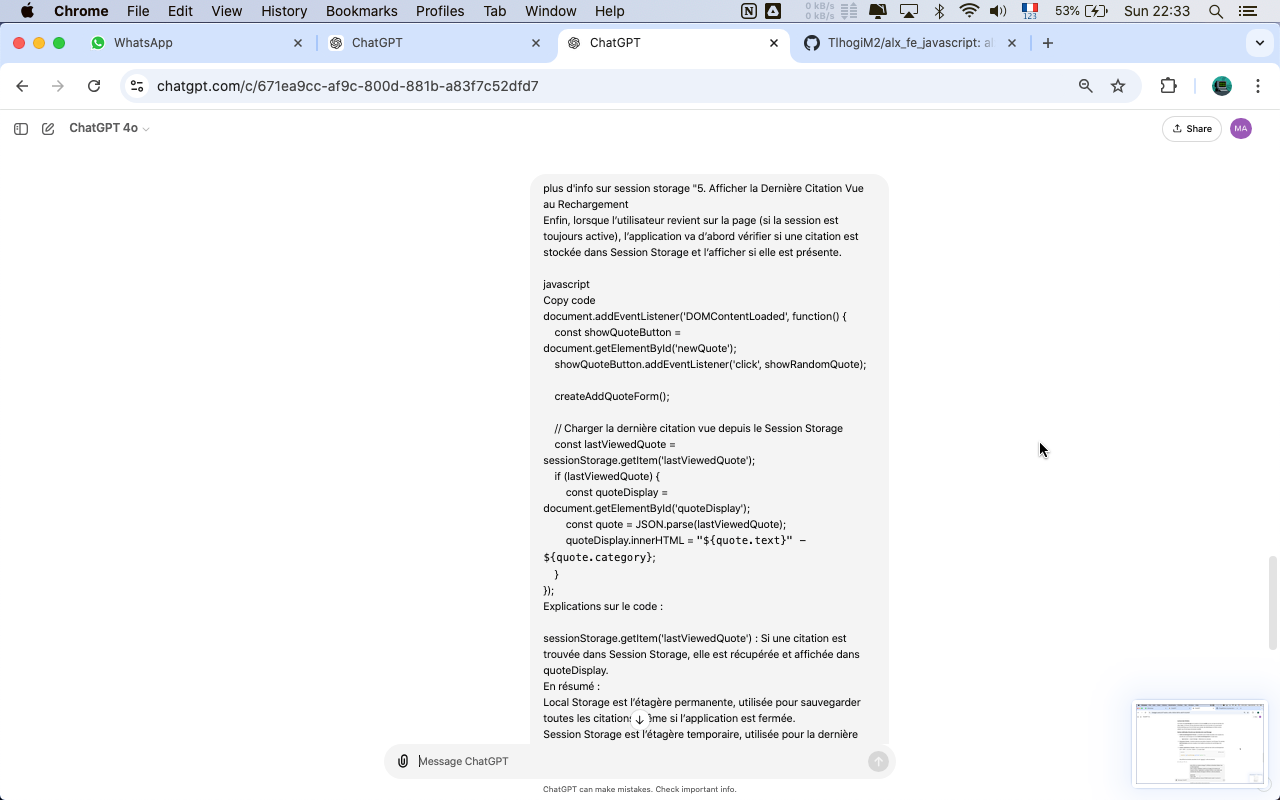 Chrome File Edit View History Bookmarks Profiles Tab Window Help 0 kB/s 0 kB/s 123 53% Sun 22:33
WhatsApp ChatGPT ChatGPT TlhogiM2/alx_fe_javascript: al
chatgpt.com/c/671ea9cc-af9c-800d-881b-a83f7c52dfd7
ChatGPT 4o Share MA
plus d'info sur session storage "5. Afficher la Dernière Citation Vue
au Rechargement
Enfin, lorsque l'utilisateur revient sur la page (si la session est
toujours active), l'application va d'abord vérifier si une citation est
stockée dans Session Storage et l'afficher si elle est présente.
javascript
Copy code
document.addEventListener('DOMContentLoaded', function() {
const showQuoteButton =
document.getElementById('newQuote');
showQuoteButton.addEventListener('click', showRandomQuote);
createAddQuoteForm();
// Charger la dernière citation vue depuis le Session Storage
const lastViewedQuote =
sessionStorage.getItem('lastViewedQuote');
if (lastViewedQuote) {
const quoteDisplay =
document.getElementById('quoteDisplay');
const quote = JSON.parse(lastViewedQuote);
quoteDisplay.innerHTML = "${quote.text}" –
${quote.category};
}
});
Explications sur le code :
sessionStorage.getItem('lastViewedQuote') : Si une citation est
trouvée dans Session Storage, elle est récupérée et affichée dans
quoteDisplay.
En résumé :
Local Storage est l'étagère permanente, utilisée pour sauvegarder
toutes les citations même si l'application est fermée.
Session Storage est l'étagère temporaire, utilisée pour la dernière
Message ChatGPT
ChatGPT can make mistakes. Check important info.